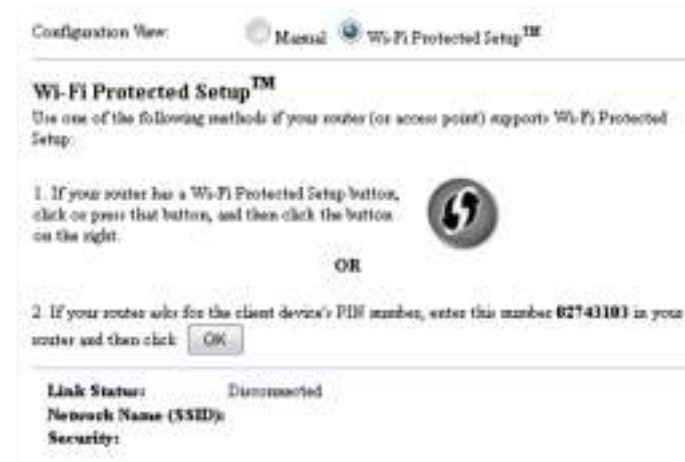 Configuration View: Manual Wi-Fi Protected Setup™
Wi-Fi Protected Setup™
Use one of the following methods if your router (or access point) supports Wi-Fi Protected
Setup:
1. If your router has a Wi-Fi Protected Setup button,
click or press that button, and then click the button
on the right.
OR
2. If your router asks for the client device's PIN number, enter this number 02743103 in your
router and then click OK
Link Status: Disconnected
Network Name (SSID):
Security: